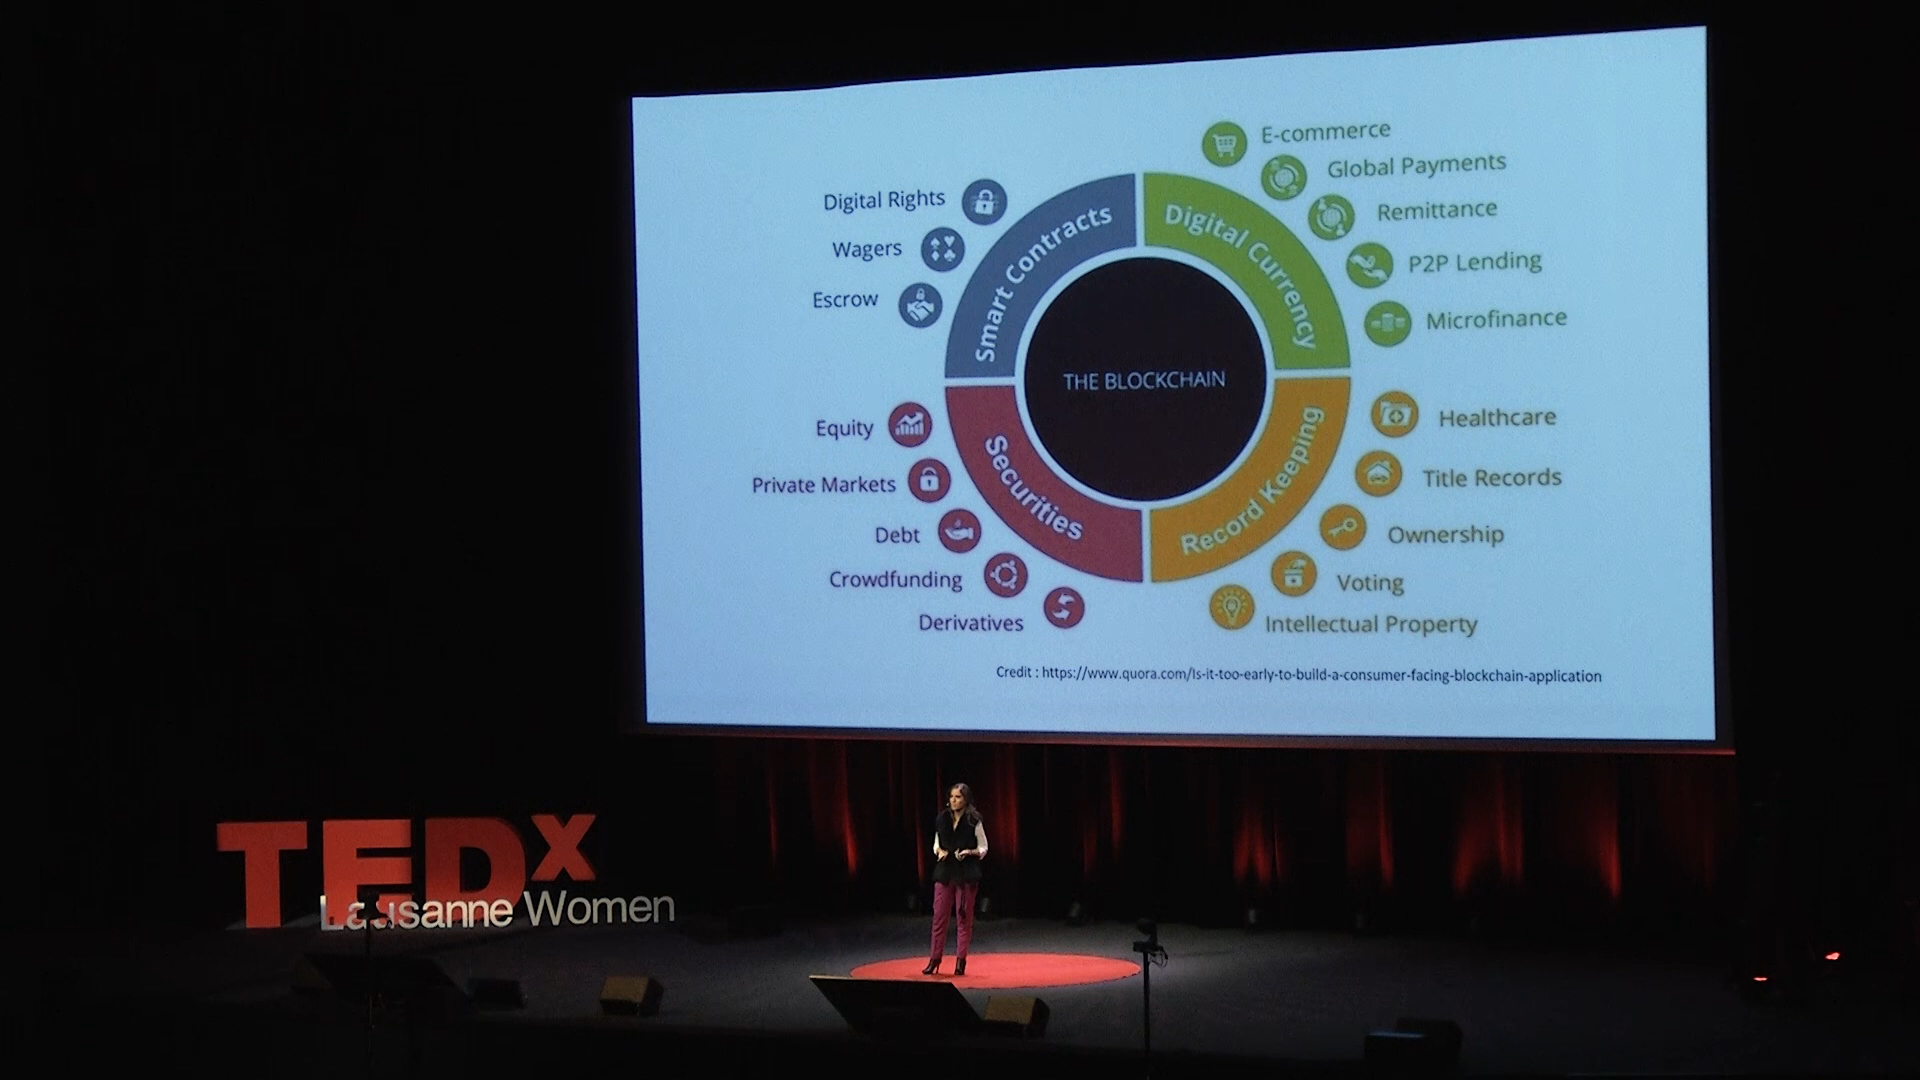 E-commerce
Global Payments
Remittance
P2P Lending
Microfinance
Digital Rights
Wagers
Escrow
Smart Contracts
Digital Currency
THE BLOCKCHAIN
Securities
Record Keeping
Equity
Private Markets
Debt
Crowdfunding
Derivatives
Healthcare
Title Records
Ownership
Voting
Intellectual Property
Credit : https://www.quora.com/Is-it-too-early-to-build-a-consumer-facing-blockchain-application
TEDx
Lausanne Women